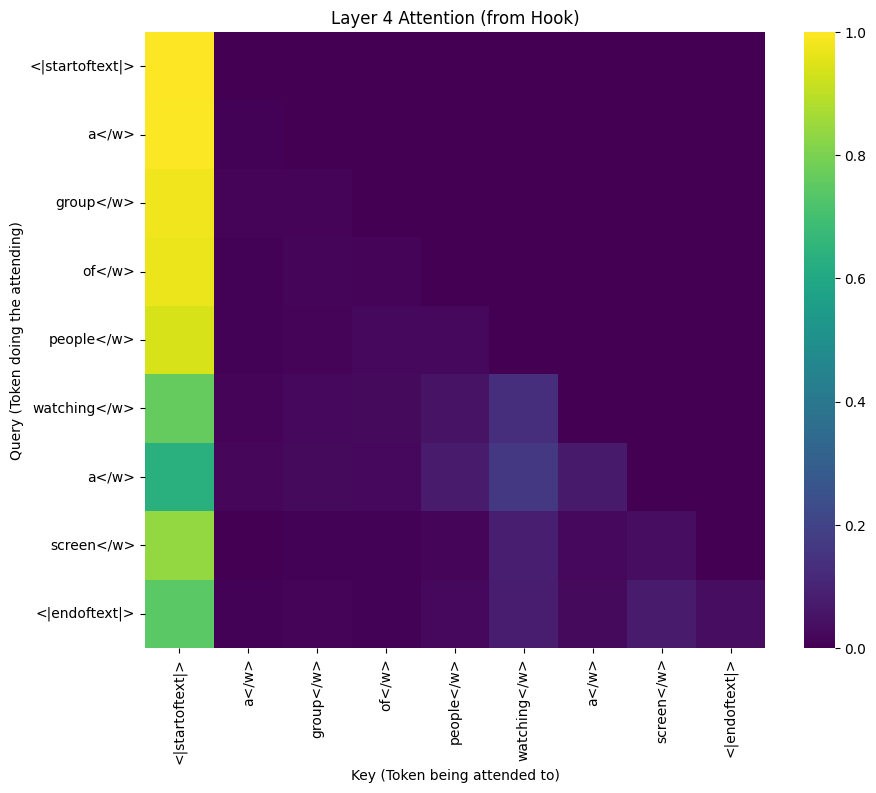 Layer 4 Attention (from Hook)
Query (Token doing the attending)
<|startoftext|>
a</w>
group</w>
of</w>
people</w>
watching</w>
a</w>
screen</w>
<|endoftext|>
1.0
0.8
0.6
0.4
0.2
0.0
<|startoftext|>
a</w>
group</w>
of</w>
people</w>
watching</w>
a</w>
screen</w>
<|endoftext|>
Key (Token being attended to)